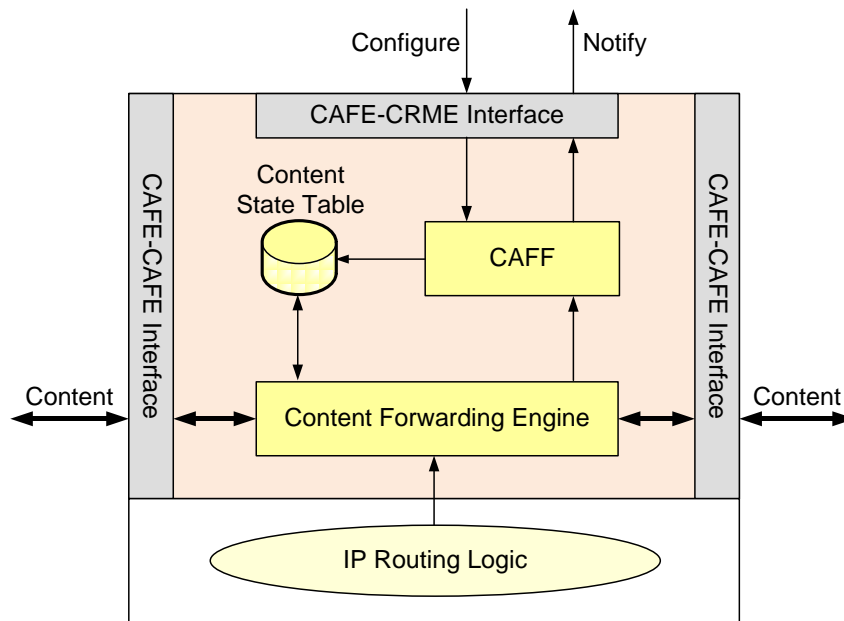 Configure
Notify
CAFE-CRME Interface
CAFE-CAFE Interface
Content
State Table
CAFF
CAFE-CAFE Interface
Content
Content Forwarding Engine
Content
IP Routing Logic